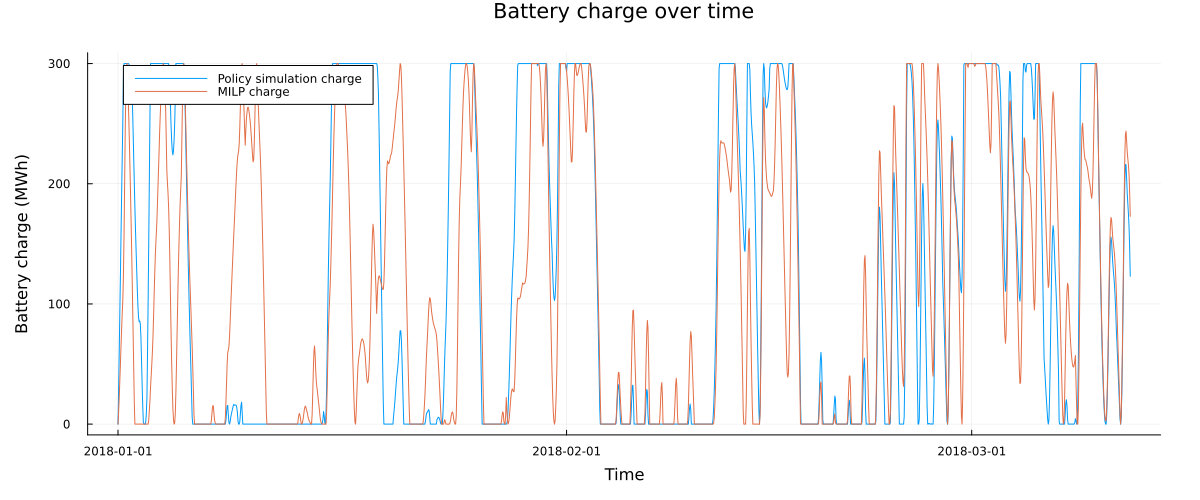 Battery charge over time
Policy simulation charge
MILP charge
300
200
100
0
Battery charge (MWh)
2018-01-01
2018-02-01
2018-03-01
Time